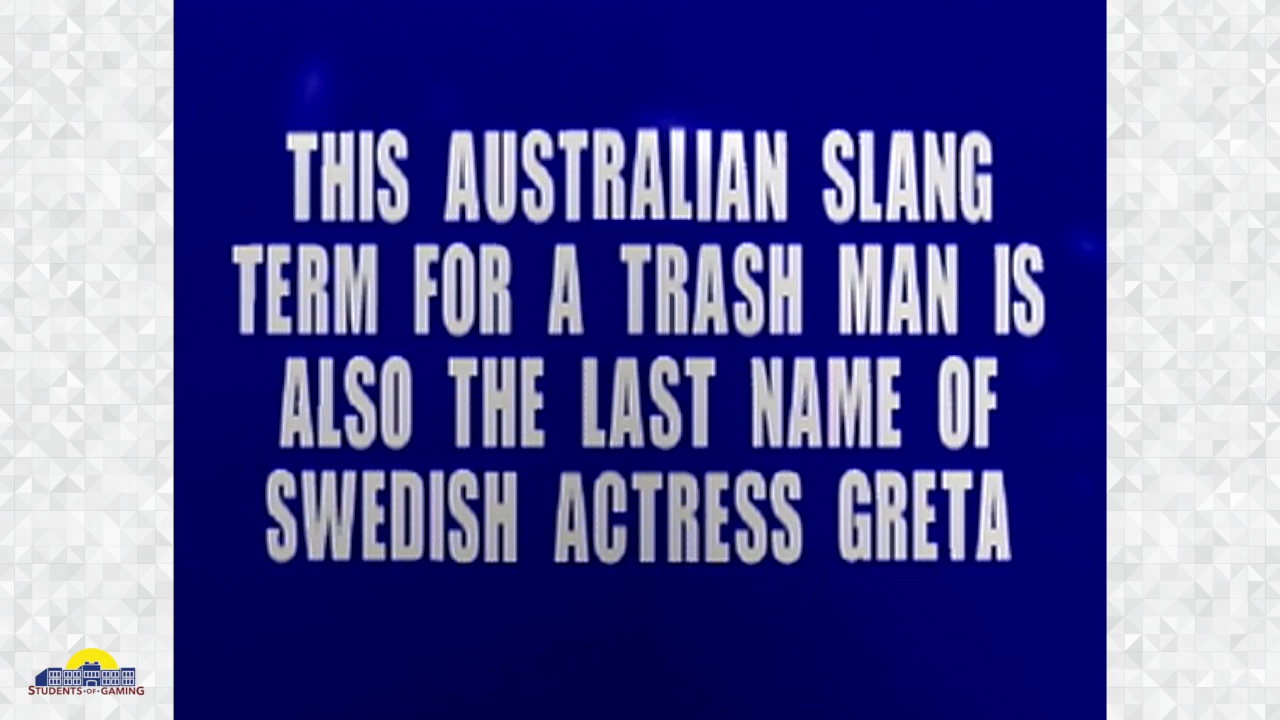 THIS AUSTRALIAN SLANG
TERM FOR A TRASH MAN IS
ALSO THE LAST NAME OF
SWEDISH ACTRESS GRETA
STUDENTS·OF·GAMING